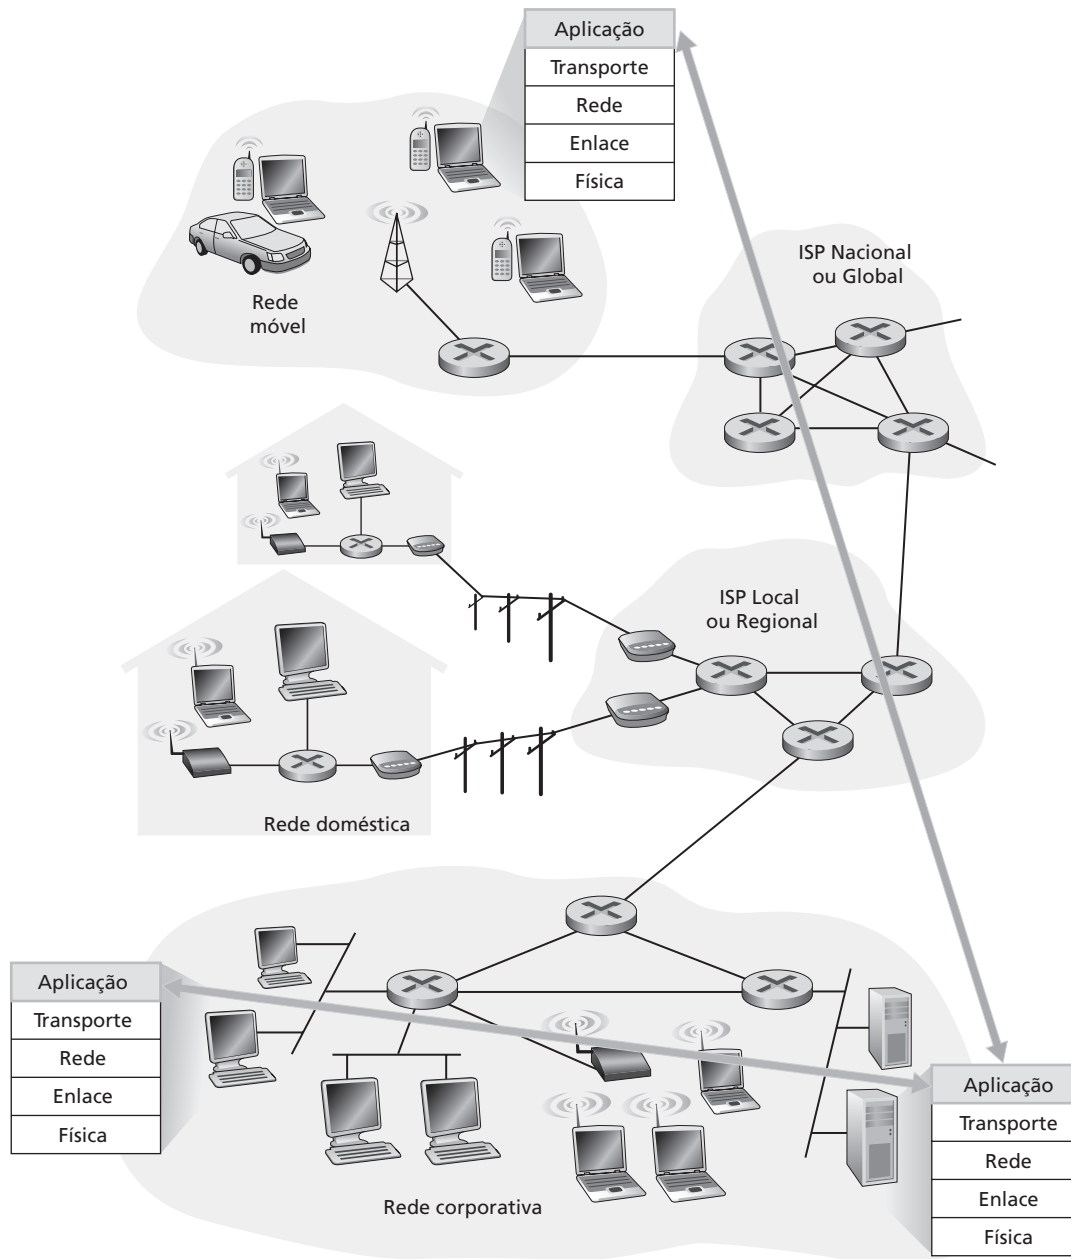 Aplicação
Transporte
Rede
Enlace
Física
ISP Nacional
ou Global
Rede
móvel
ISP Local
ou Regional
Rede doméstica
Aplicação
Transporte
Rede
Enlace
Física
Aplicação
Transporte
Rede
Enlace
Física
Rede corporativa